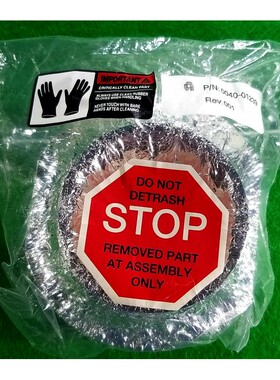 IMPORTANT
CRITICALLY CLEAN PART
ALWAYS USE CLEAN RUBBER
GLOVES WHEN HANDLING
NEVER TOUCH WITH BARE
HANDS AFTER CLEANING
Rev 001
DO NOT
DETRASH
STOP
REMOVED PART
AT ASSEMBLY
ONLY